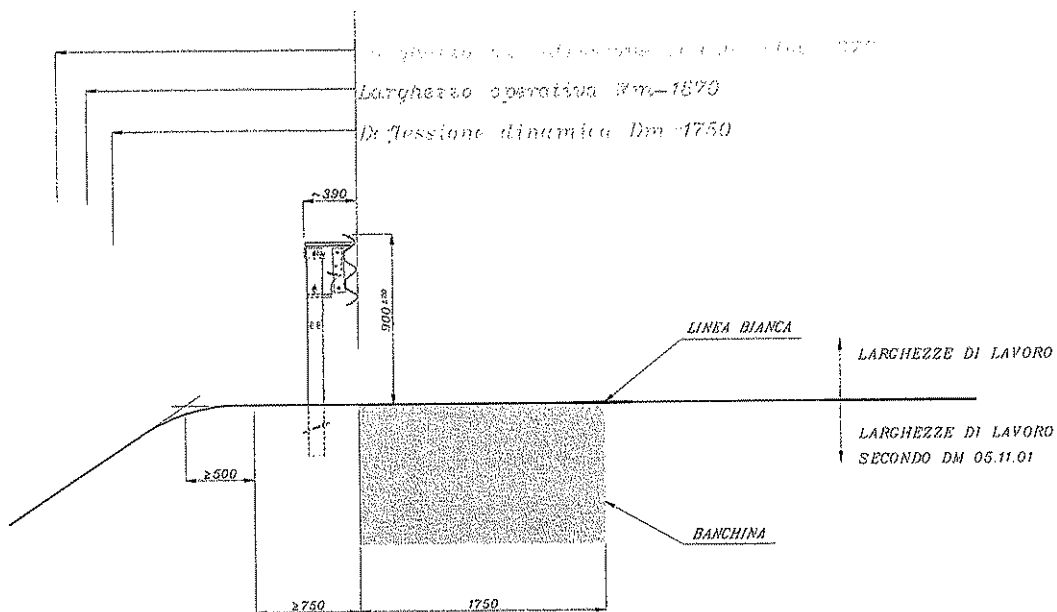 Larghezza operativa Wm=1870
Deflessione dinamica Dm=1750
~390
900
LINEA BIANCA
LARGHEZZE DI LAVORO
LARGHEZZE DI LAVORO
SECONDO DM 05.11.01
≥500
BANCHINA
≥750
1750